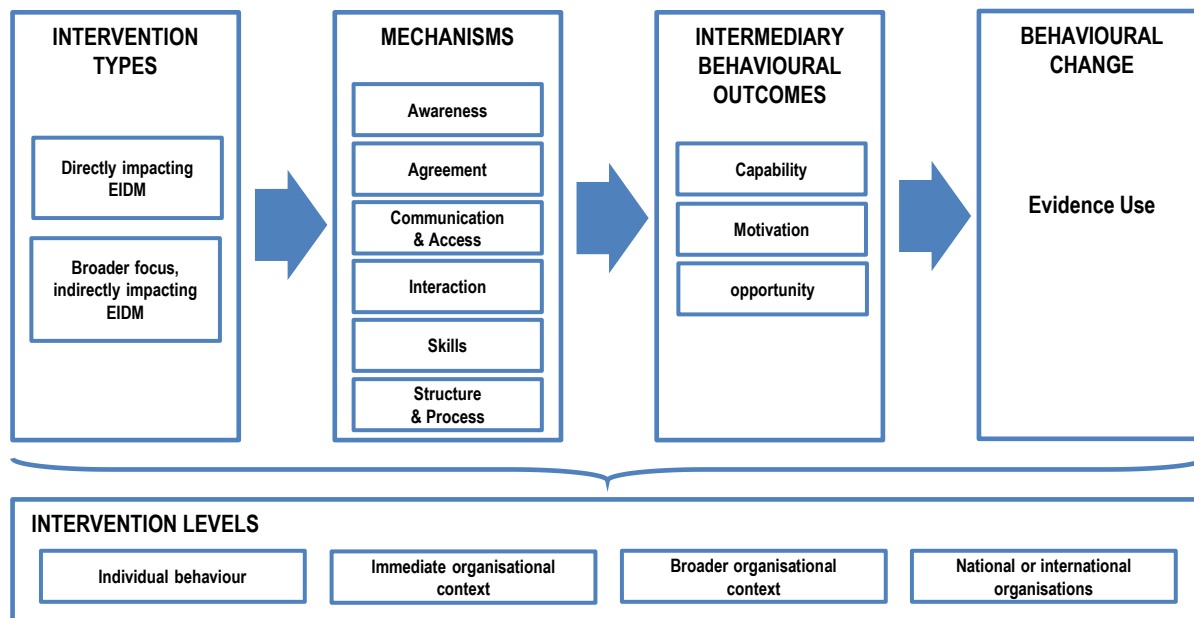 INTERVENTION
TYPES
Directly impacting
EIDM
Broader focus,
indirectly impacting
EIDM
MECHANISMS
Awareness
Agreement
Communication
& Access
Interaction
Skills
Structure
& Process
INTERMEDIARY
BEHAVIOURAL
OUTCOMES
Capability
Motivation
opportunity
BEHAVIOURAL
CHANGE
Evidence Use
INTERVENTION LEVELS
Individual behaviour
Immediate organisational
context
Broader organisational
context
National or international
organisations